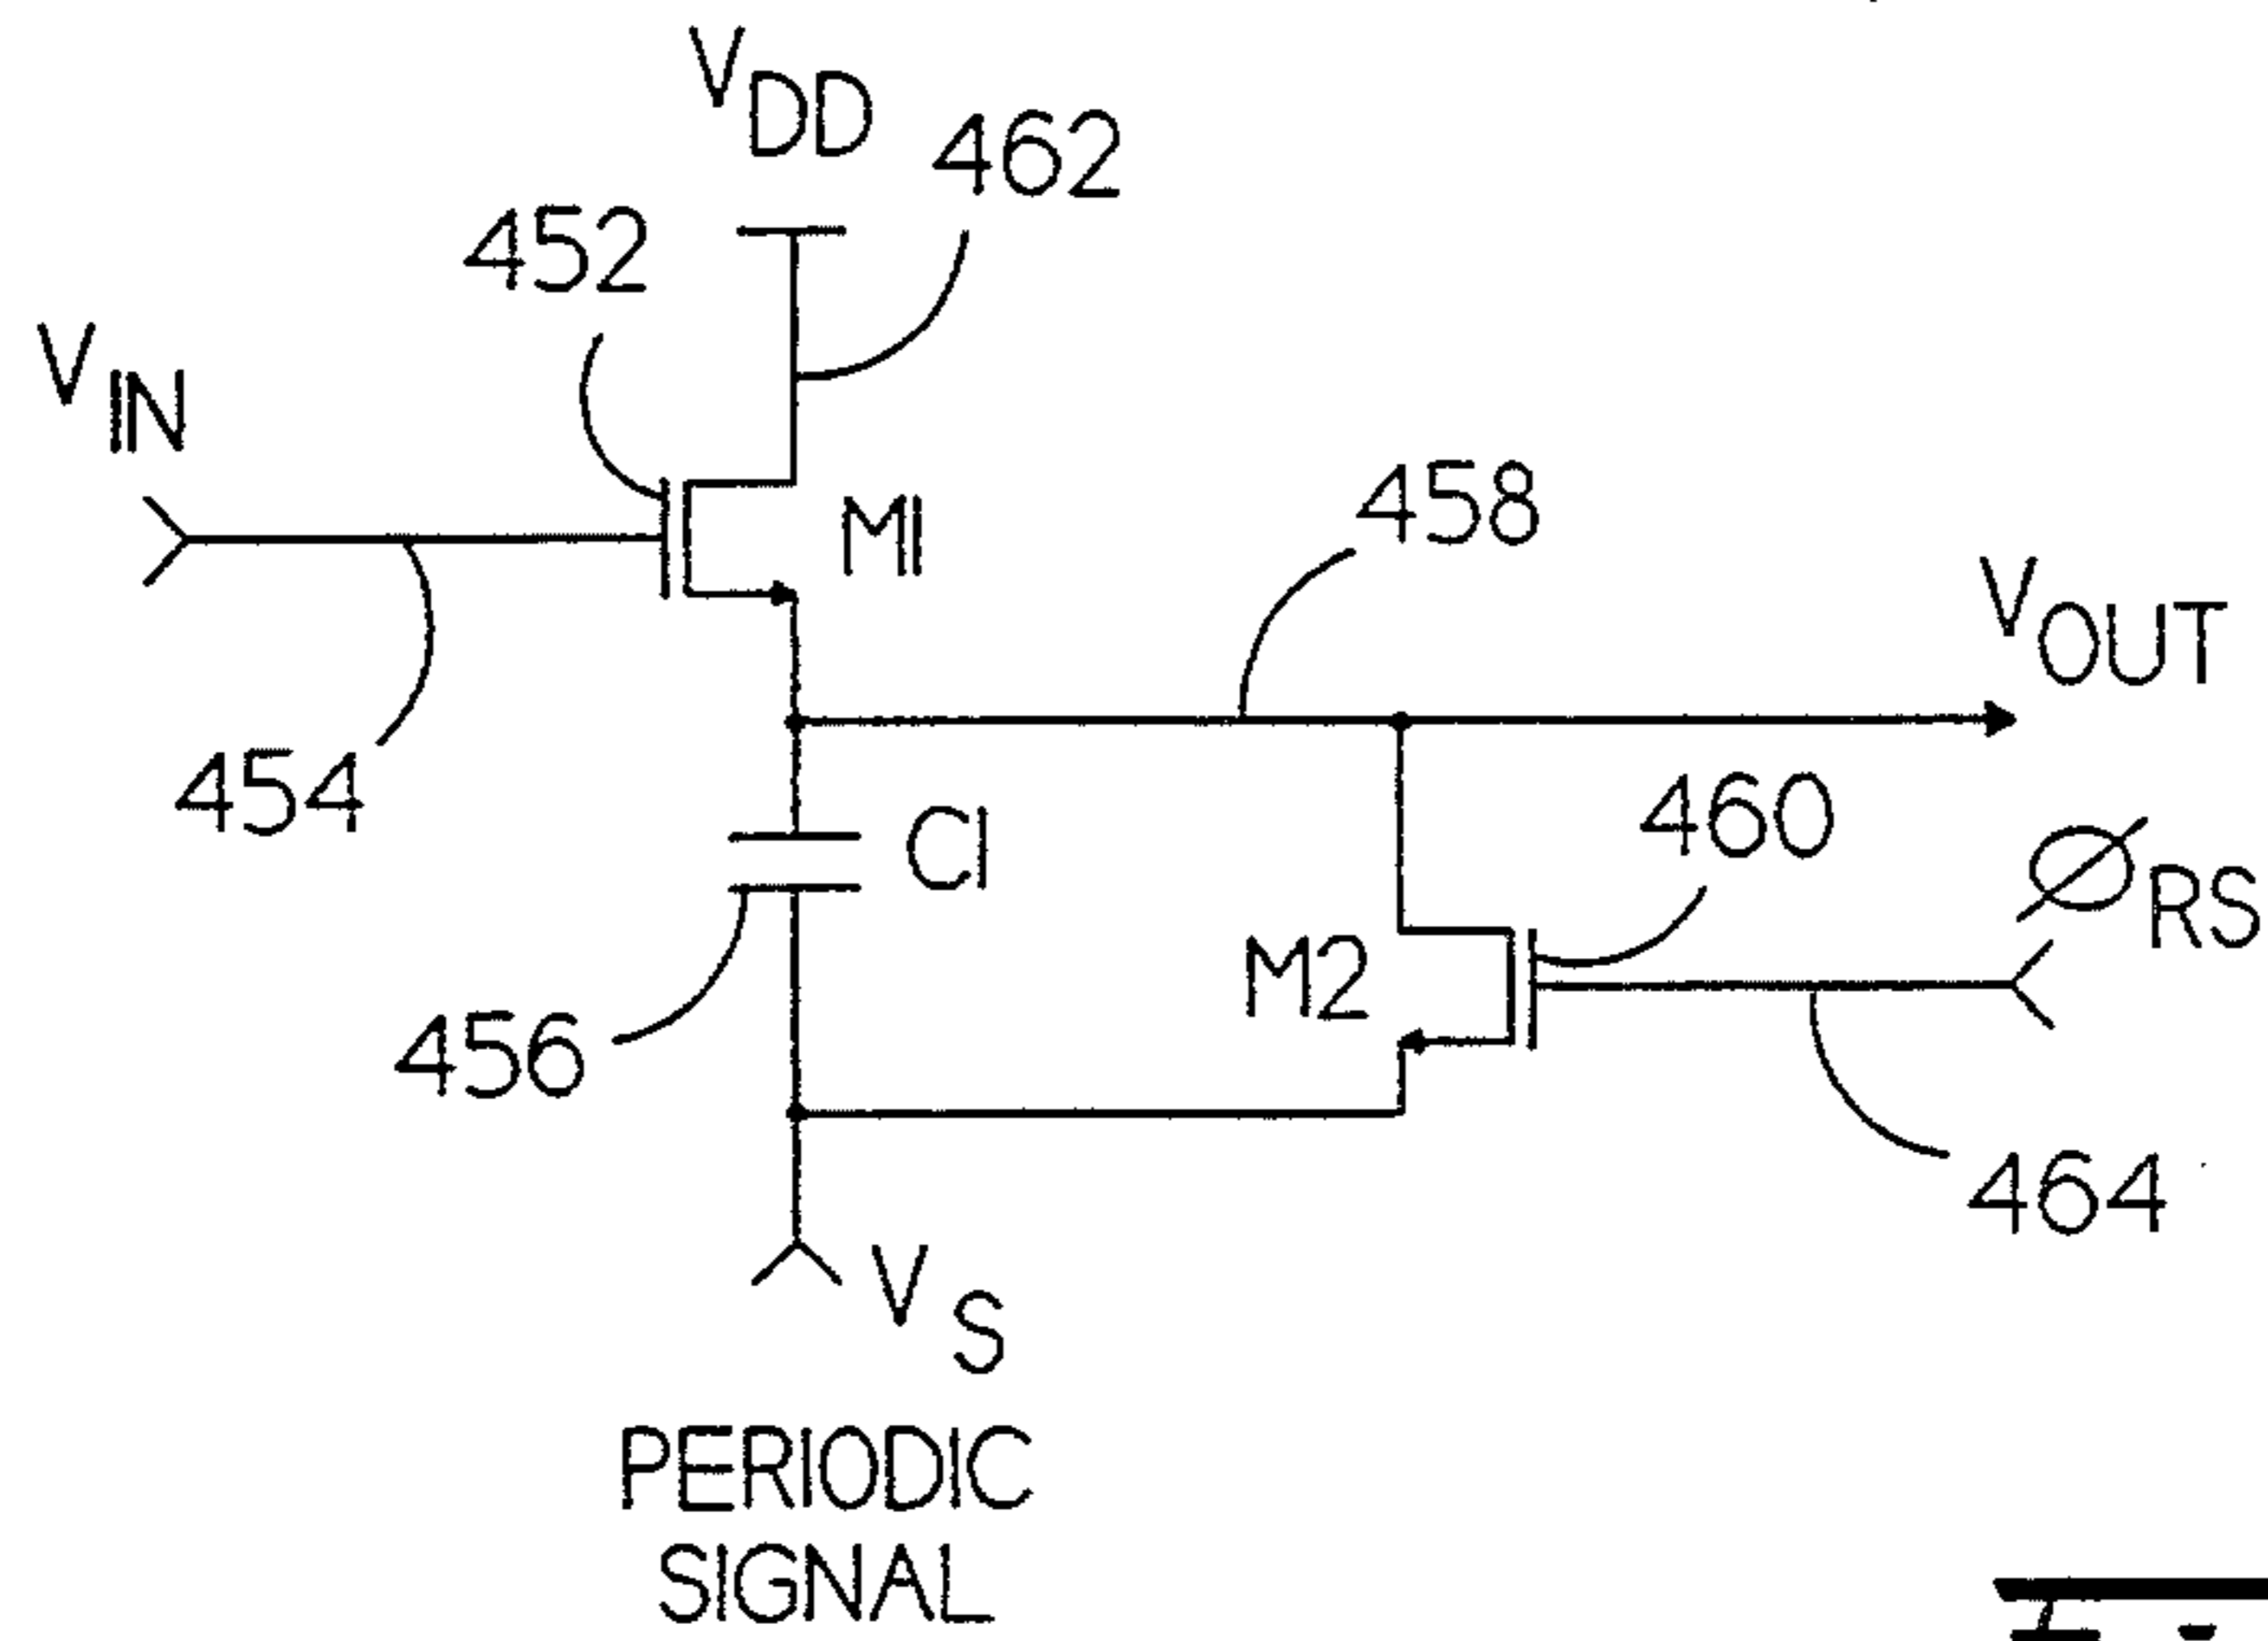 VDD
462
452
VIN
M1
458
VOUT
454
C1
460
ØRS
M2
456
464
VS
PERIODIC
SIGNAL